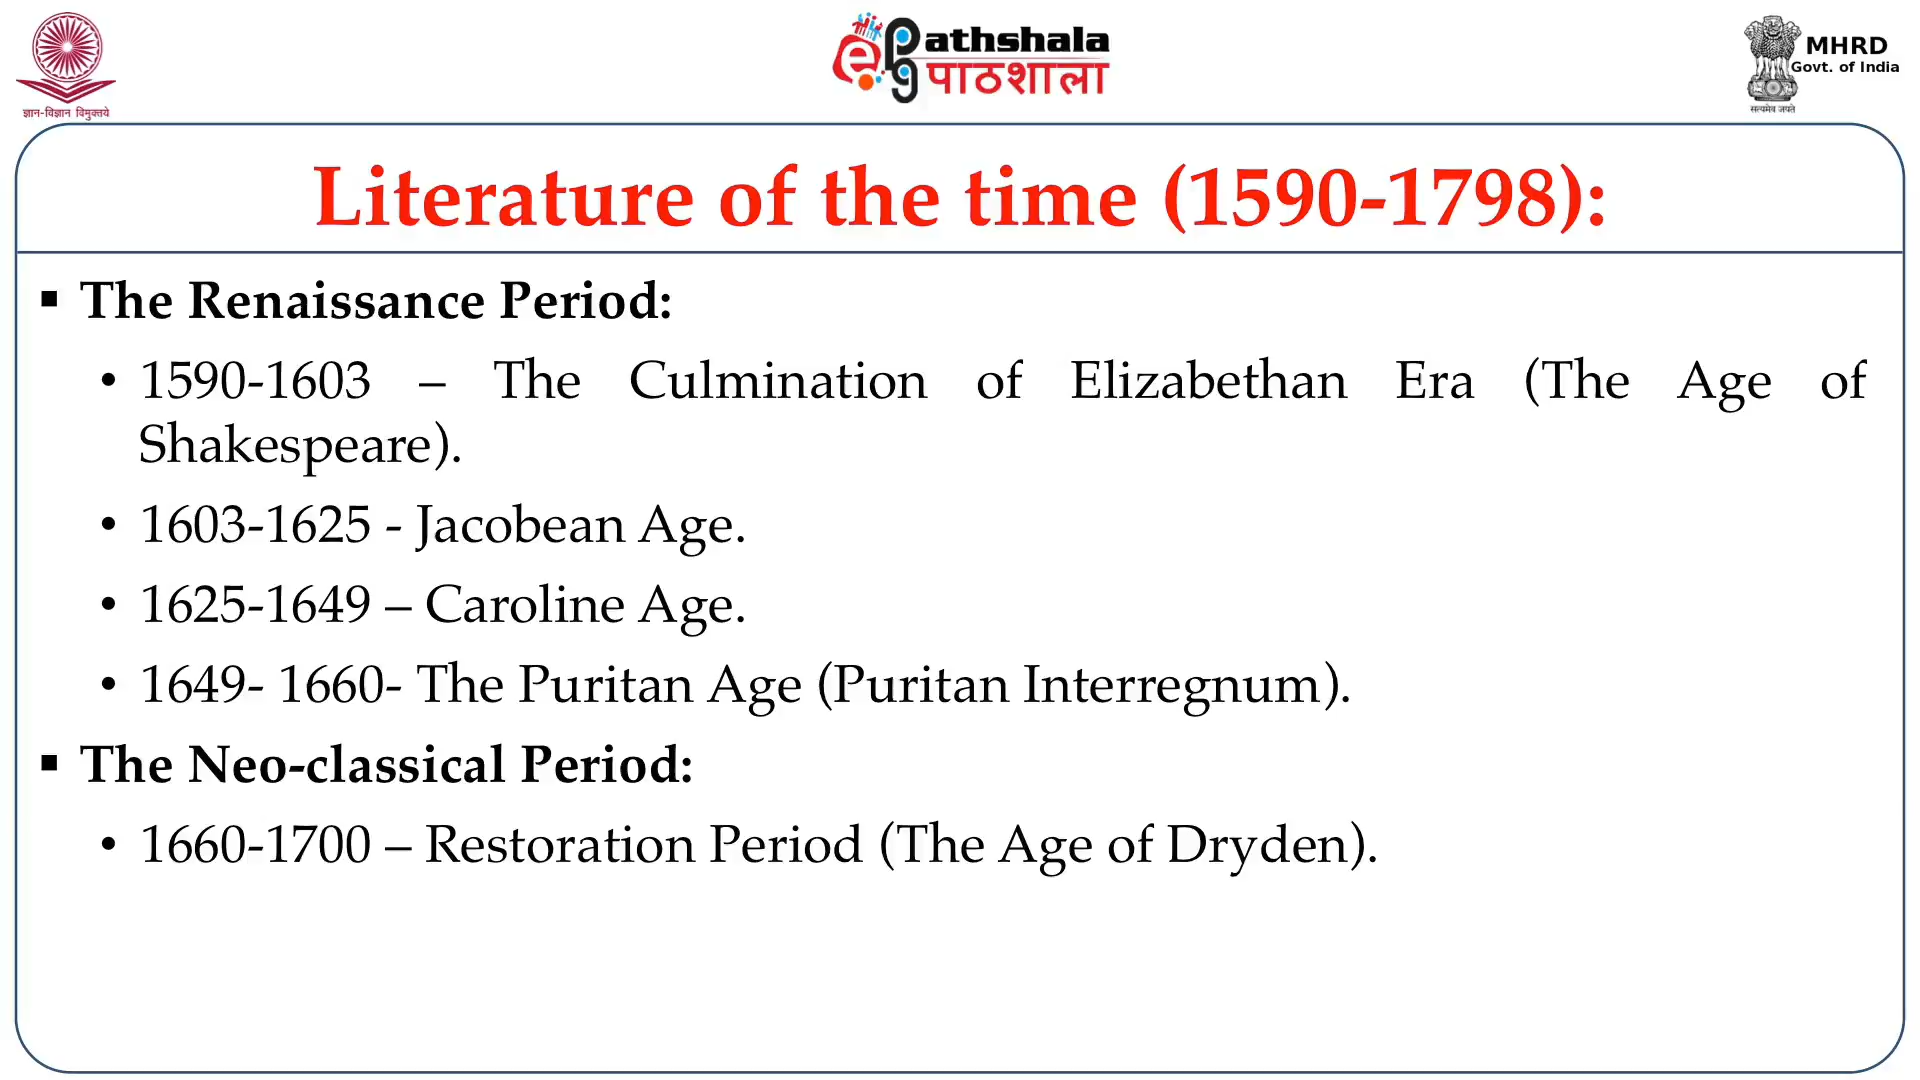 ज्ञान-विज्ञान विमुक्तये
e PG Pathshala
पाठशाला
MHRD
Govt. of India
सत्यमेव जयते
Literature of the time (1590-1798):
▪ The Renaissance Period:
• 1590-1603 – The Culmination of Elizabethan Era (The Age of
Shakespeare).
• 1603-1625 - Jacobean Age.
• 1625-1649 – Caroline Age.
• 1649- 1660- The Puritan Age (Puritan Interregnum).
▪ The Neo-classical Period:
• 1660-1700 – Restoration Period (The Age of Dryden).